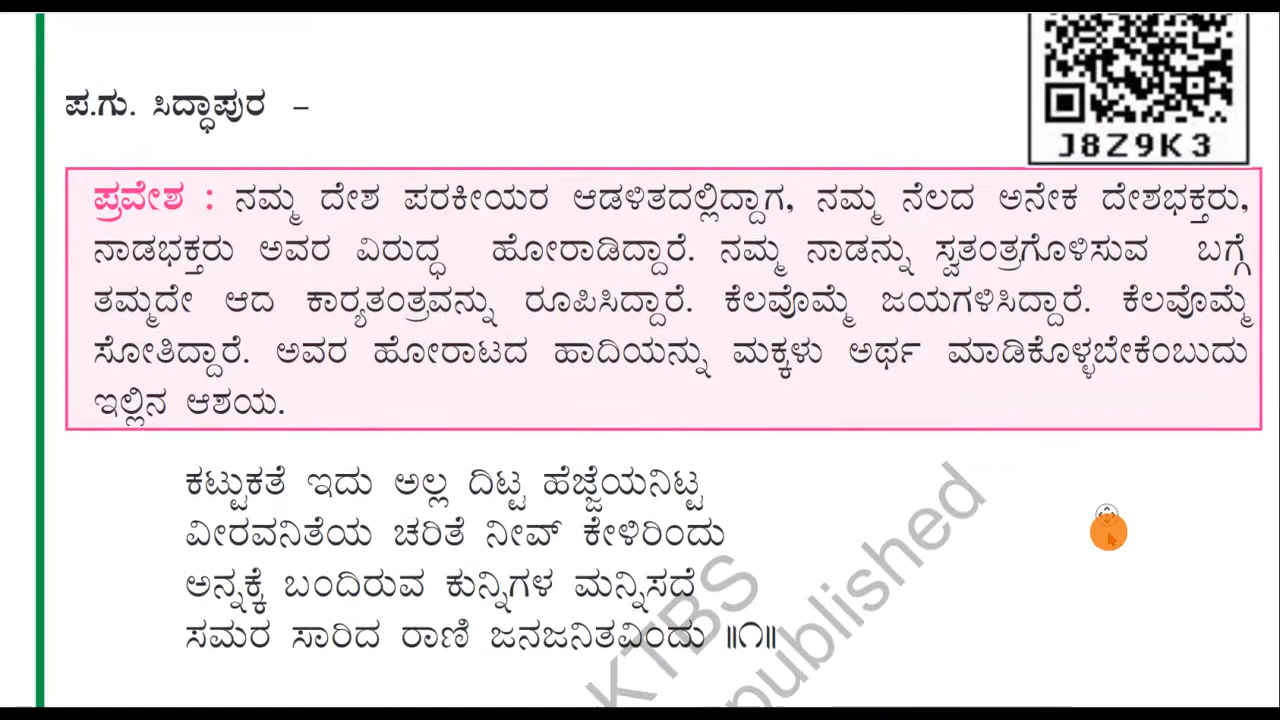 J8Z9K3
ಪ.ಗು. ಸಿದ್ಧಾಪುರ –
ಪ್ರವೇಶ : ನಮ್ಮ ದೇಶ ಪರಕೀಯರ ಆಡಳಿತದಲ್ಲಿದ್ದಾಗ, ನಮ್ಮ ನೆಲದ ಅನೇಕ ದೇಶಭಕ್ತರು,
ನಾಡಭಕ್ತರು ಅವರ ವಿರುದ್ಧ ಹೋರಾಡಿದ್ದಾರೆ. ನಮ್ಮ ನಾಡನ್ನು ಸ್ವತಂತ್ರಗೊಳಿಸುವ ಬಗ್ಗೆ
ತಮ್ಮದೇ ಆದ ಕಾರ‍್ಯತಂತ್ರವನ್ನು ರೂಪಿಸಿದ್ದಾರೆ. ಕೆಲವೊಮ್ಮೆ ಜಯಗಳಿಸಿದ್ದಾರೆ. ಕೆಲವೊಮ್ಮೆ
ಸೋತಿದ್ದಾರೆ. ಅವರ ಹೋರಾಟದ ಹಾದಿಯನ್ನು ಮಕ್ಕಳು ಅರ್ಥ ಮಾಡಿಕೊಳ್ಳಬೇಕೆಂಬುದು
ಇಲ್ಲಿನ ಆಶಯ.
ಕಟ್ಟುಕತೆ ಇದು ಅಲ್ಲ ದಿಟ್ಟ ಹೆಜ್ಜೆಯನಿಟ್ಟ
ವೀರವನಿತೆಯ ಚರಿತೆ ನೀವ್ ಕೇಳಿರಿಂದು
ಅನ್ನಕ್ಕೆ ಬಂದಿರುವ ಕುನ್ನಿಗಳ ಮನ್ನಿಸದೆ
ಸಮರ ಸಾರಿದ ರಾಣಿ ಜನಜನಿತವಿಂದು ॥೧॥
KTBS
published